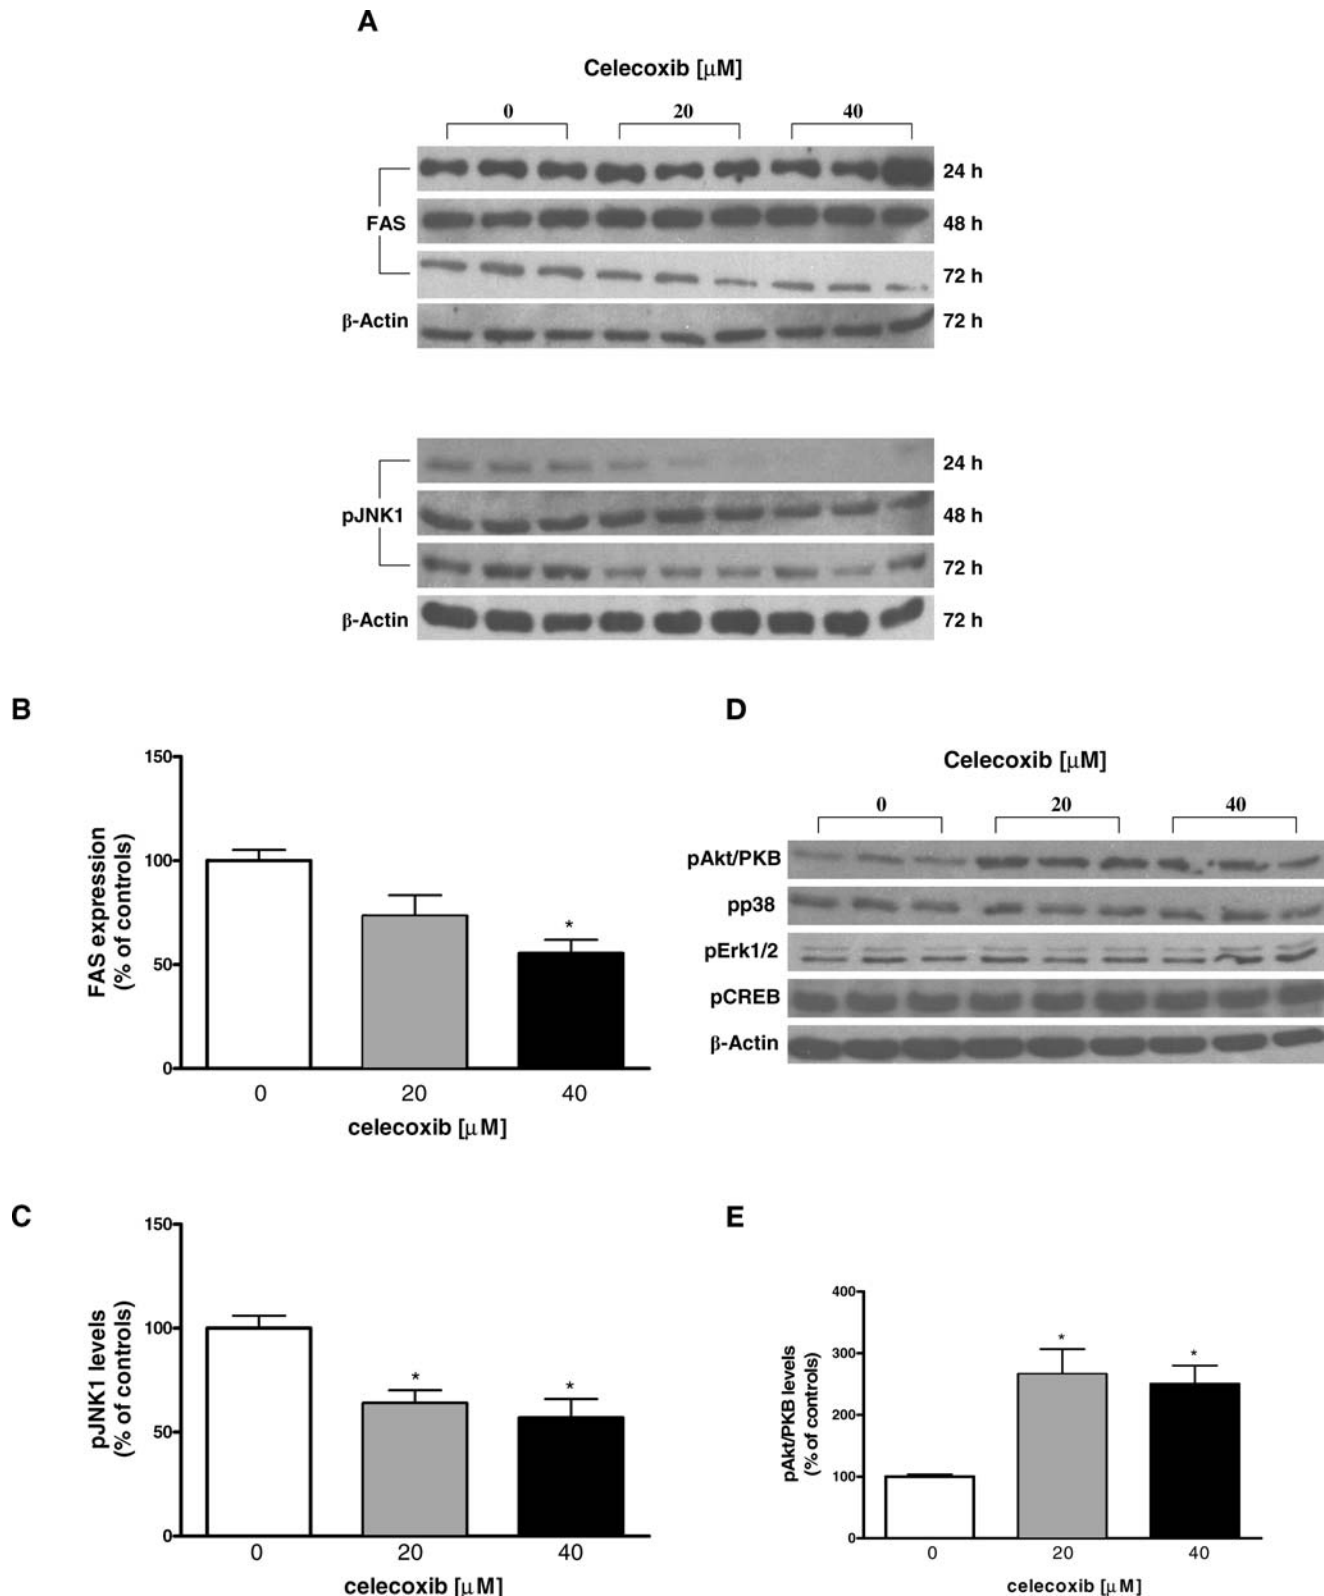 A
Celecoxib [μM]
0 20 40
24 h
FAS 48 h
72 h
β-Actin 72 h
24 h
pJNK1 48 h
72 h
β-Actin 72 h
B
150
100
50
0
FAS expression
(% of controls)
0 20 40
celecoxib [μM]
D
Celecoxib [μM]
0 20 40
pAkt/PKB
pp38
pErk1/2
pCREB
β-Actin
C
150
100
50
0
pJNK1 levels
(% of controls)
*
* *
0 20 40
celecoxib [μM]
E
400
300
200
100
0
pAkt/PKB levels
(% of controls)
* *
0 20 40
celecoxib [μM]